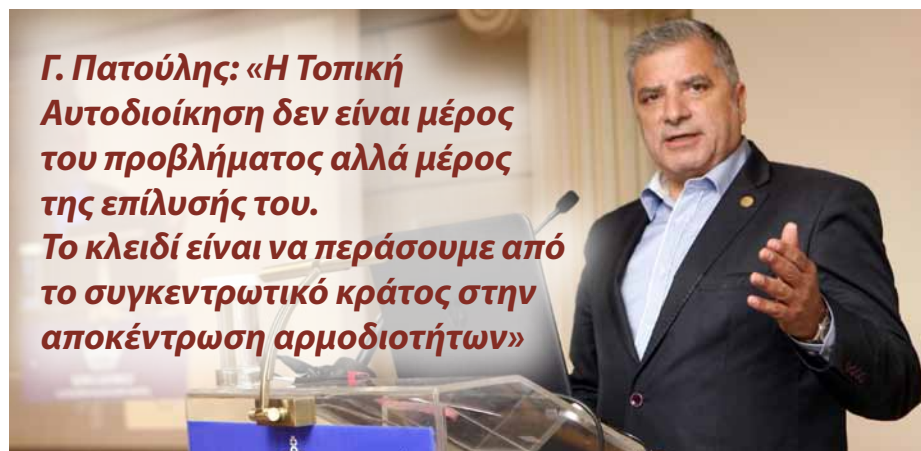 Γ. Πατούλης: «Η Τοπική
Αυτοδιοίκηση δεν είναι μέρος
του προβλήματος αλλά μέρος
της επίλυσής του.
Το κλειδί είναι να περάσουμε από
το συγκεντρωτικό κράτος στην
αποκέντρωση αρμοδιοτήτων»